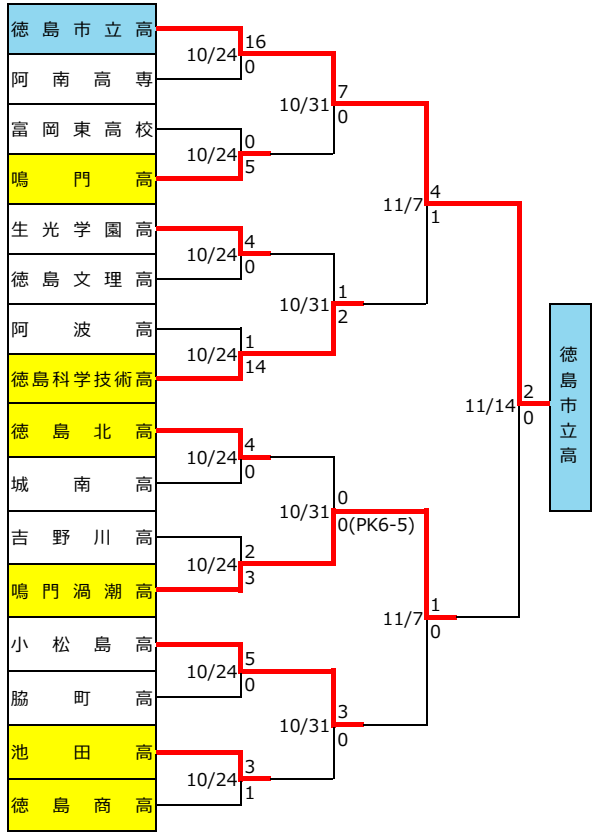 徳島市立高
阿南高専
富岡東高校
鳴門高
生光学園高
徳島文理高
阿波高
徳島科学技術高
徳島北高
城南高
吉野川高
鳴門渦潮高
小松島高
脇町高
池田高
徳島商高
10/24
16
0
10/24
0
5
10/24
4
0
10/24
1
14
10/24
4
0
10/24
2
3
10/24
5
0
10/24
3
1
10/31
7
0
10/31
1
2
10/31
0
0(PK6-5)
10/31
3
0
11/7
4
1
11/7
1
0
11/14
2
0
徳島市立高